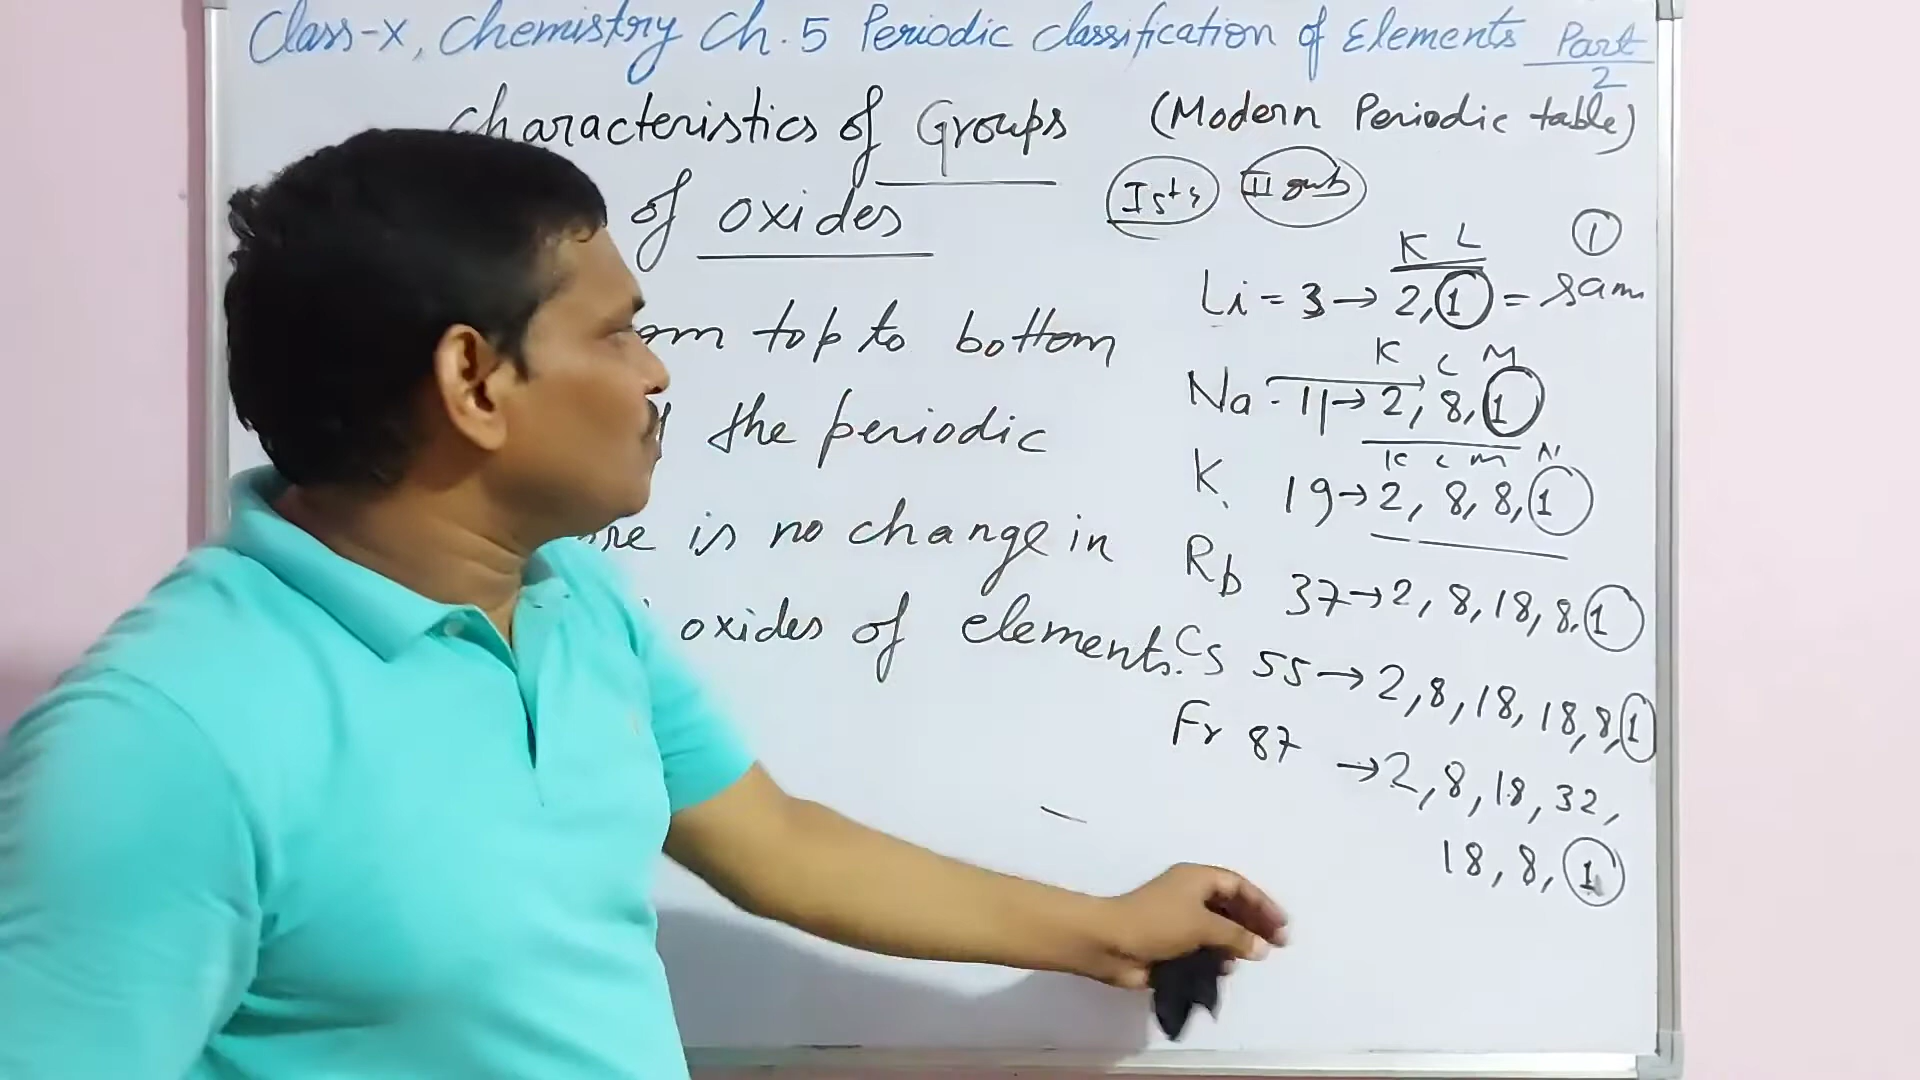 Class-X, Chemistry Ch. 5 Periodic classification of Elements Part 2
characteristics of Groups (Modern Periodic table)
of oxides
Ist
II
top to bottom
the periodic
is no change in
oxides of elements.
①
K L
Li = 3 → 2, ① = sam
K L M
Na - 11 → 2, 8, ①
K L M N
K 19 → 2, 8, 8, ①
Rb 37 → 2, 8, 18, 8, ①
Cs 55 → 2, 8, 18, 18, 8, ①
Fr 87 → 2, 8, 18, 32,
18, 8, ①